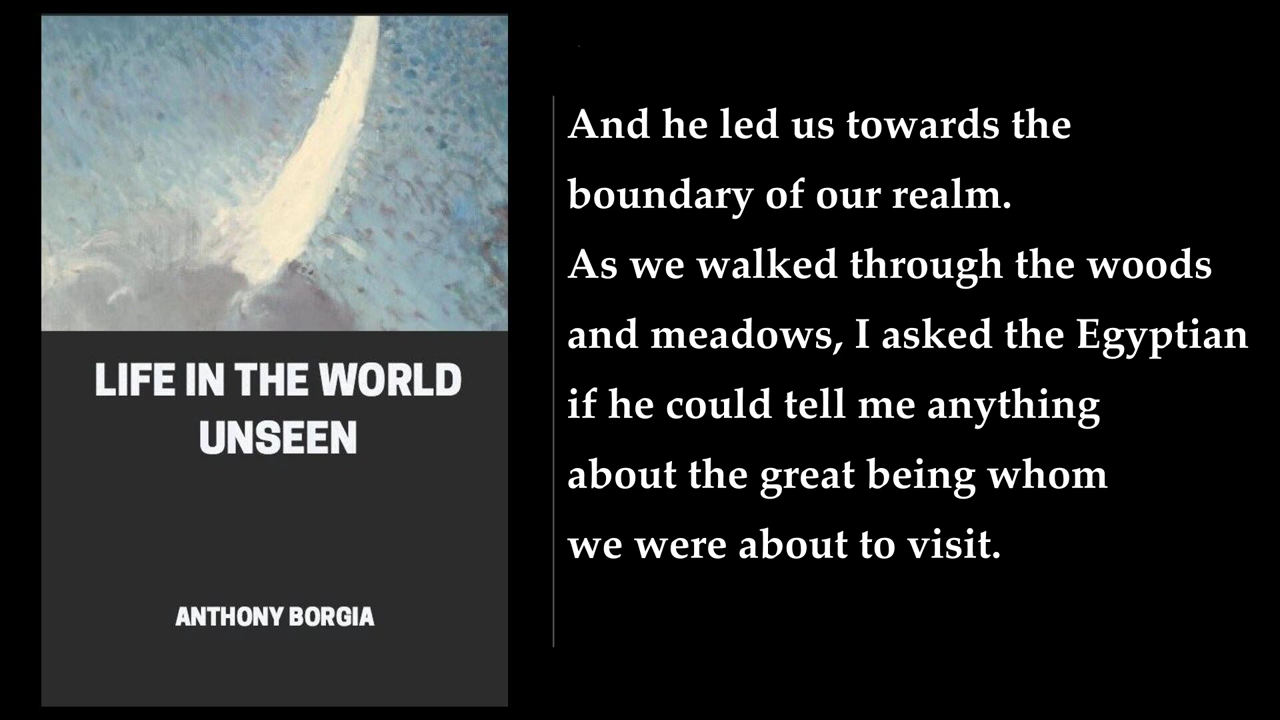 LIFE IN THE WORLD
UNSEEN
ANTHONY BORGIA
And he led us towards the
boundary of our realm.
As we walked through the woods
and meadows, I asked the Egyptian
if he could tell me anything
about the great being whom
we were about to visit.